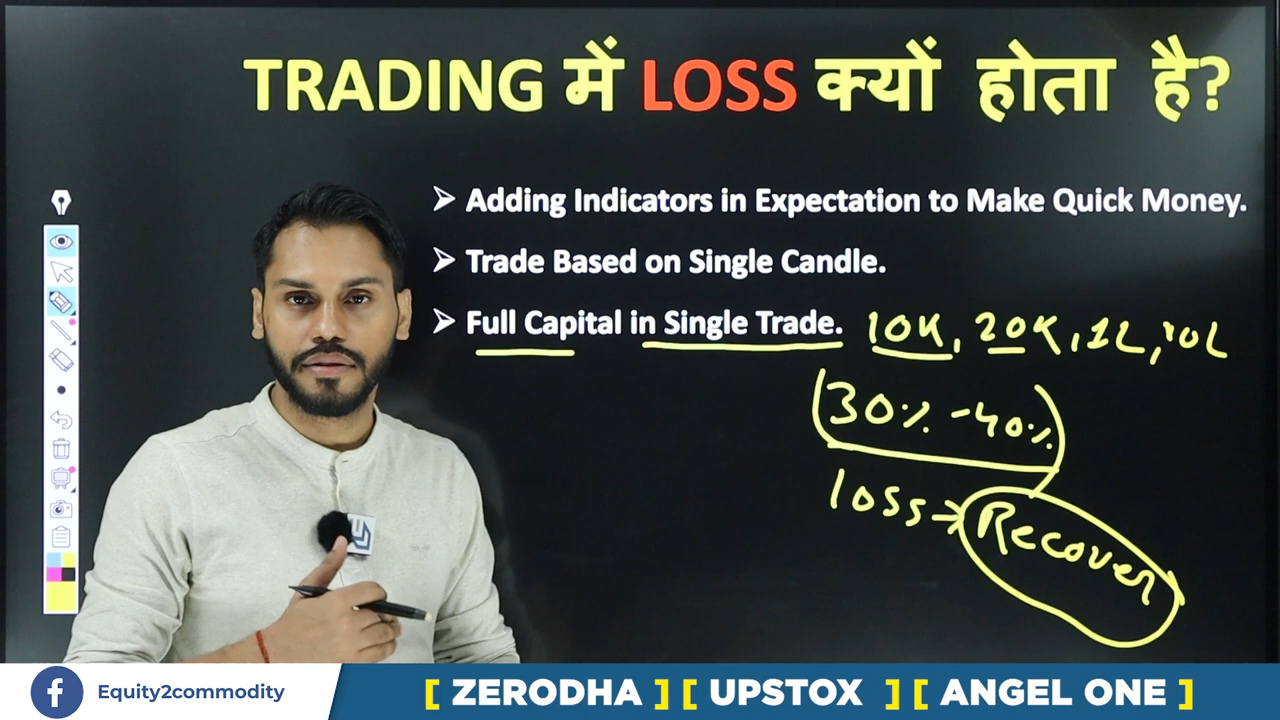 TRADING में LOSS क्यों होता है?
Adding Indicators in Expectation to Make Quick Money.
Trade Based on Single Candle.
Full Capital in Single Trade. 10K, 20K, 1L, 10L
(30% - 40%)
loss → Recover
Equity2commodity
[ ZERODHA ] [ UPSTOX ] [ ANGEL ONE ]